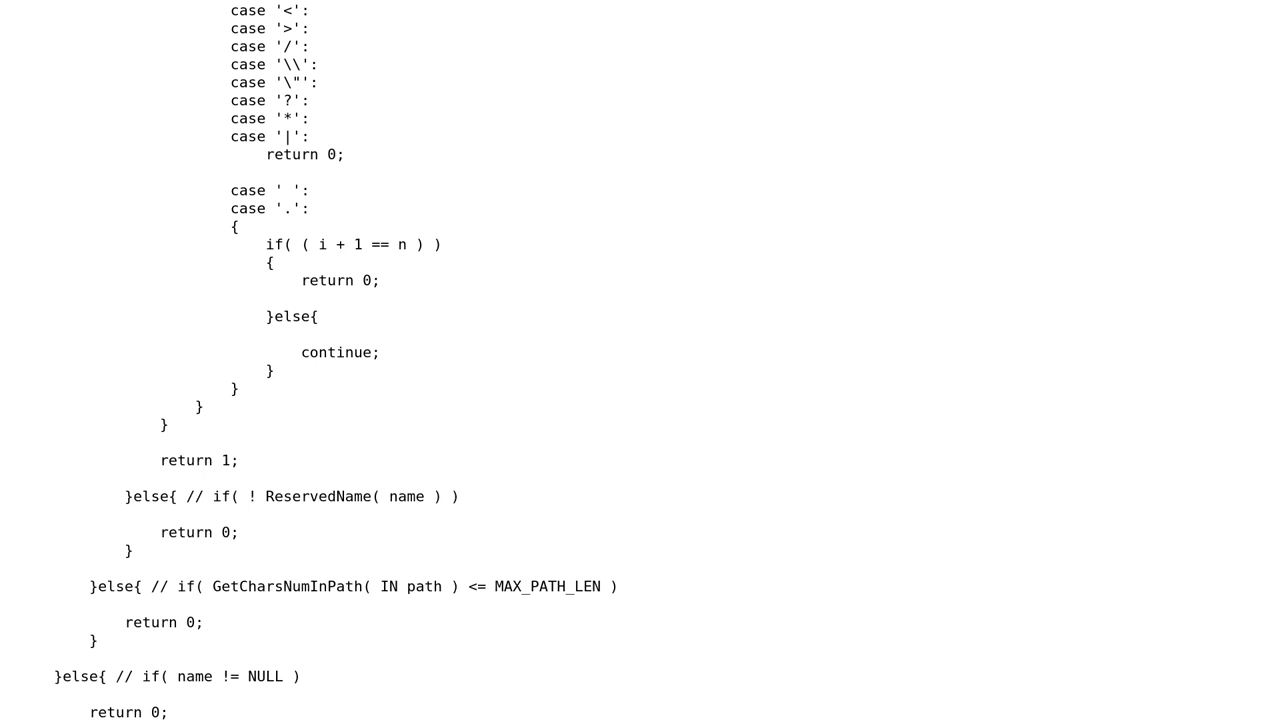 case '<':
case '>':
case '/':
case '\\':
case '\"':
case '?':
case '*':
case '|':
return 0;
case ' ':
case '.':
{
if( ( i + 1 == n ) )
{
return 0;
}else{
continue;
}
}
}
}
return 1;
}else{ // if( ! ReservedName( name ) )
return 0;
}
}else{ // if( GetCharsNumInPath( IN path ) <= MAX_PATH_LEN )
return 0;
}
}else{ // if( name != NULL )
return 0;